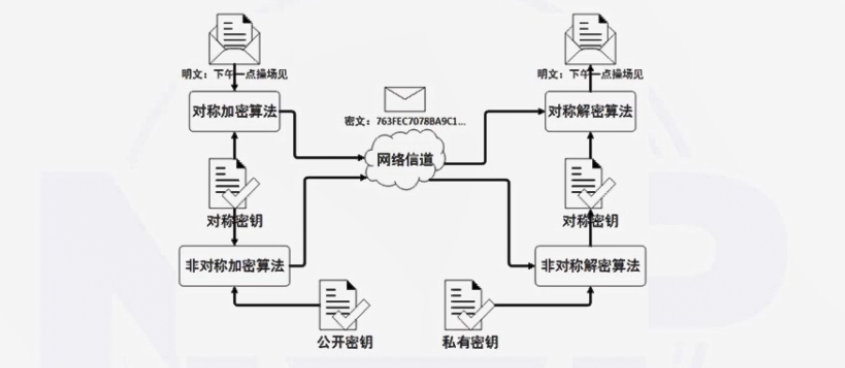 明文：下午一点操场见
明文：下午一点操场见
对称加密算法
密文：763FEC7078BA9C1...
对称解密算法
网络信道
对称密钥
对称密钥
非对称加密算法
非对称解密算法
公开密钥
私有密钥